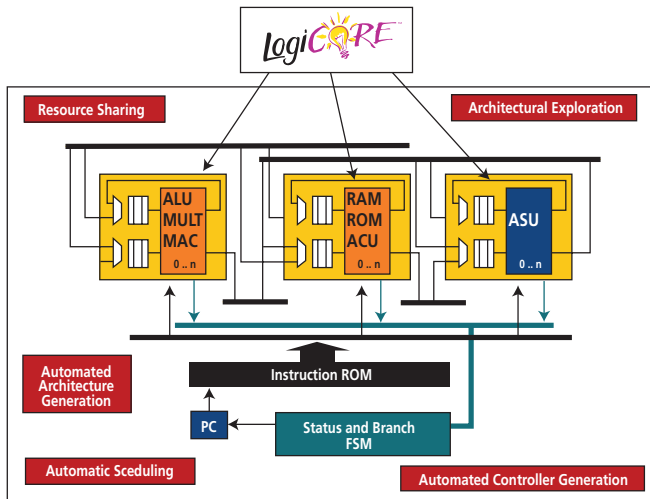 LogiCORE™
Resource Sharing
Architectural Exploration
ALU
MULT
MAC
0 .. n
RAM
ROM
ACU
0 .. n
ASU
0 .. n
Automated
Architecture
Generation
Instruction ROM
PC
Status and Branch
FSM
Automatic Sceduling
Automated Controller Generation